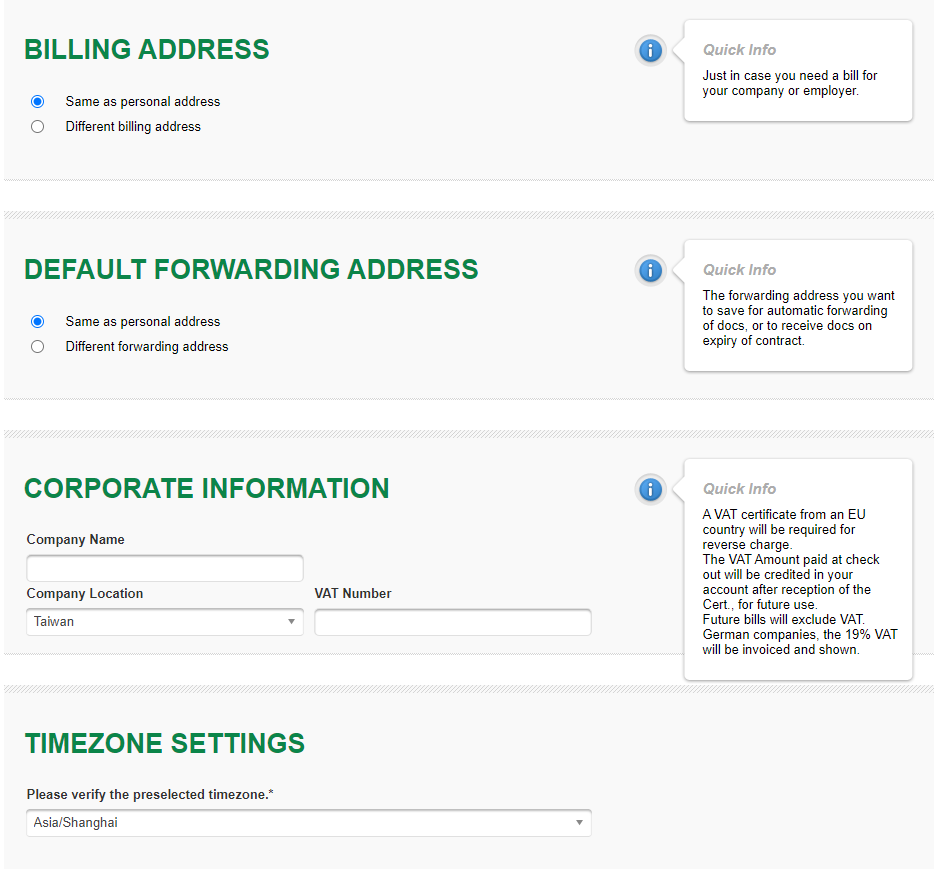 BILLING ADDRESS
Same as personal address
Different billing address
Quick Info
Just in case you need a bill for
your company or employer.
DEFAULT FORWARDING ADDRESS
Same as personal address
Different forwarding address
Quick Info
The forwarding address you want
to save for automatic forwarding
of docs, or to receive docs on
expiry of contract.
CORPORATE INFORMATION
Company Name
Company Location
VAT Number
Taiwan
Quick Info
A VAT certificate from an EU
country will be required for
reverse charge.
The VAT Amount paid at check
out will be credited in your
account after reception of the
Cert., for future use.
Future bills will exclude VAT.
German companies, the 19% VAT
will be invoiced and shown.
TIMEZONE SETTINGS
Please verify the preselected timezone.*
Asia/Shanghai